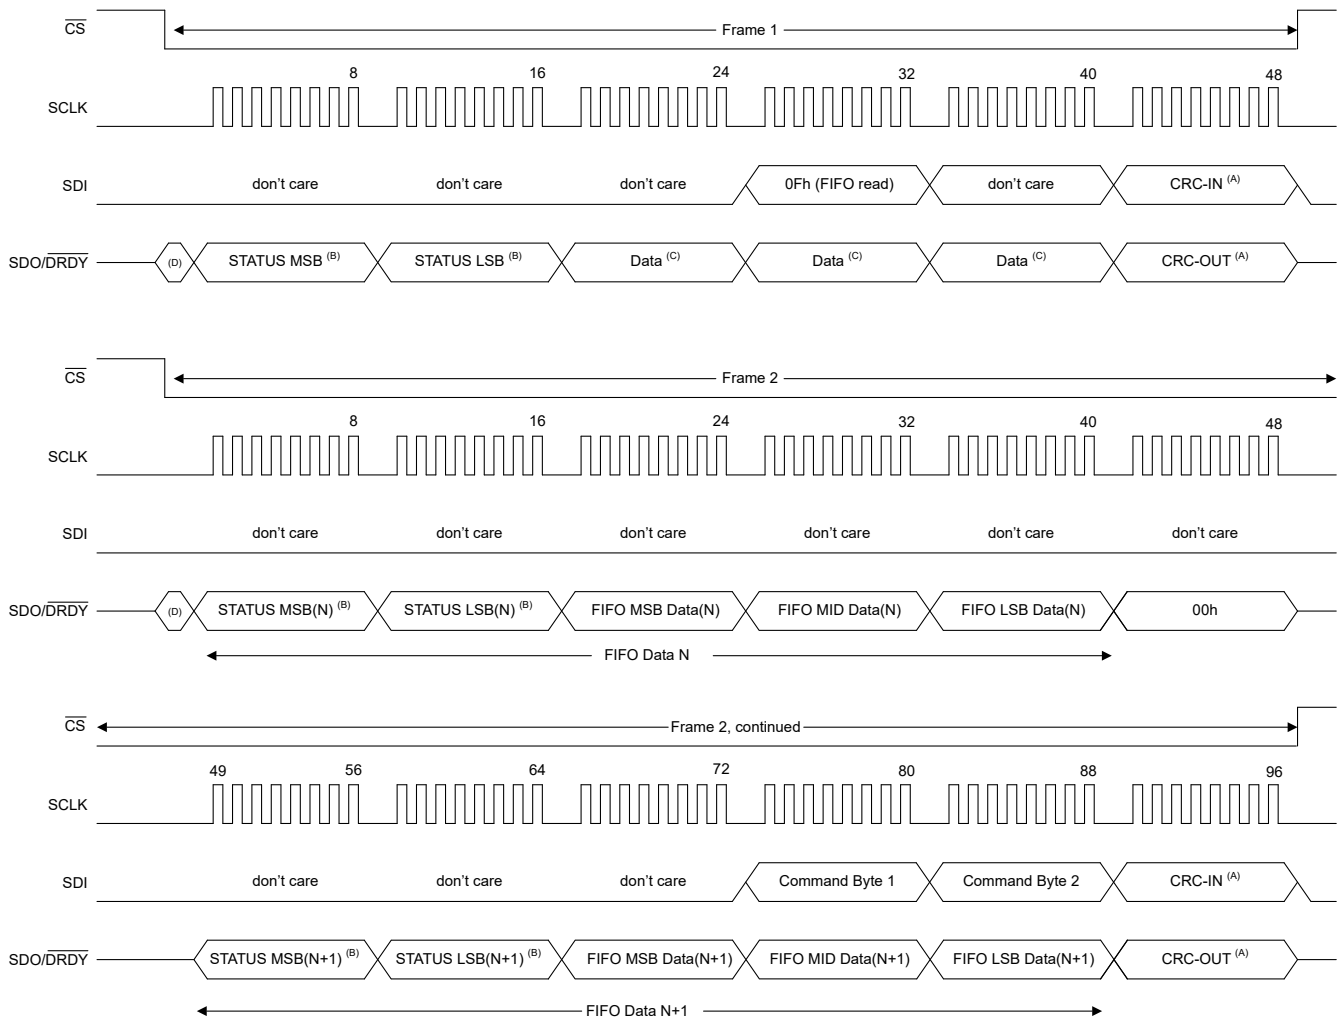 CS Frame 1
8 16 24 32 40 48
SCLK
SDI don't care don't care don't care 0Fh (FIFO read) don't care CRC-IN (A)
SDO/DRDY (D) STATUS MSB (B) STATUS LSB (B) Data (C) Data (C) Data (C) CRC-OUT (A)
CS Frame 2
8 16 24 32 40 48
SCLK
SDI don't care don't care don't care don't care don't care don't care
SDO/DRDY (D) STATUS MSB(N) (B) STATUS LSB(N) (B) FIFO MSB Data(N) FIFO MID Data(N) FIFO LSB Data(N) 00h
FIFO Data N
CS Frame 2, continued
49 56 64 72 80 88 96
SCLK
SDI don't care don't care don't care Command Byte 1 Command Byte 2 CRC-IN (A)
SDO/DRDY STATUS MSB(N+1) (B) STATUS LSB(N+1) (B) FIFO MSB Data(N+1) FIFO MID Data(N+1) FIFO LSB Data(N+1) CRC-OUT (A)
FIFO Data N+1